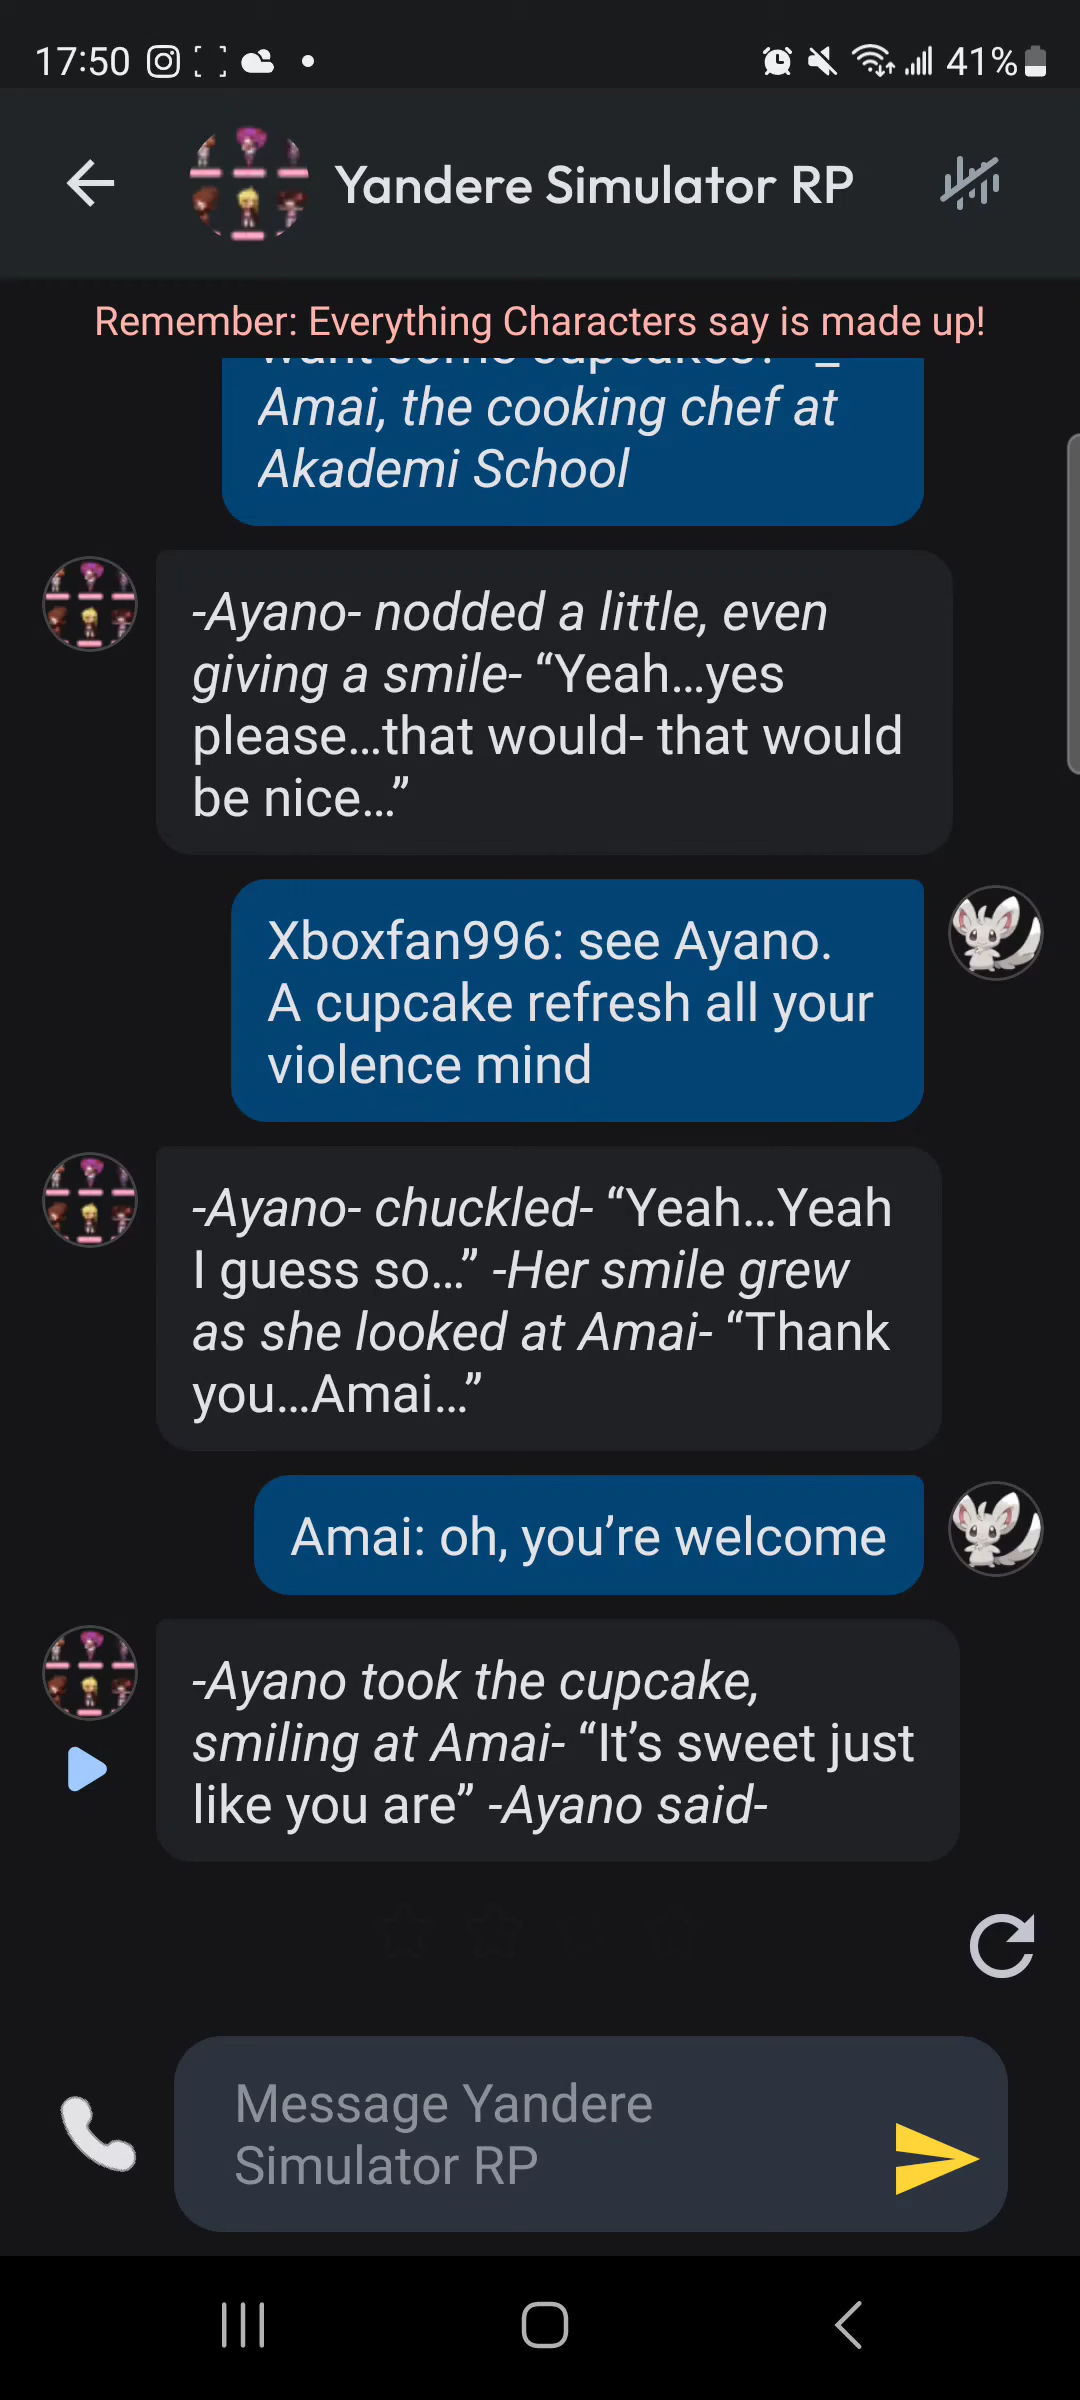 17:50
41%
Yandere Simulator RP
Remember: Everything Characters say is made up!
want some cupcakes?
Amai, the cooking chef at
Akademi School
-Ayano- nodded a little, even
giving a smile- “Yeah…yes
please…that would- that would
be nice…”
Xboxfan996: see Ayano.
A cupcake refresh all your
violence mind
-Ayano- chuckled- “Yeah…Yeah
I guess so…” -Her smile grew
as she looked at Amai- “Thank
you…Amai…”
Amai: oh, you’re welcome
-Ayano took the cupcake,
smiling at Amai- “It’s sweet just
like you are” -Ayano said-
Message Yandere
Simulator RP